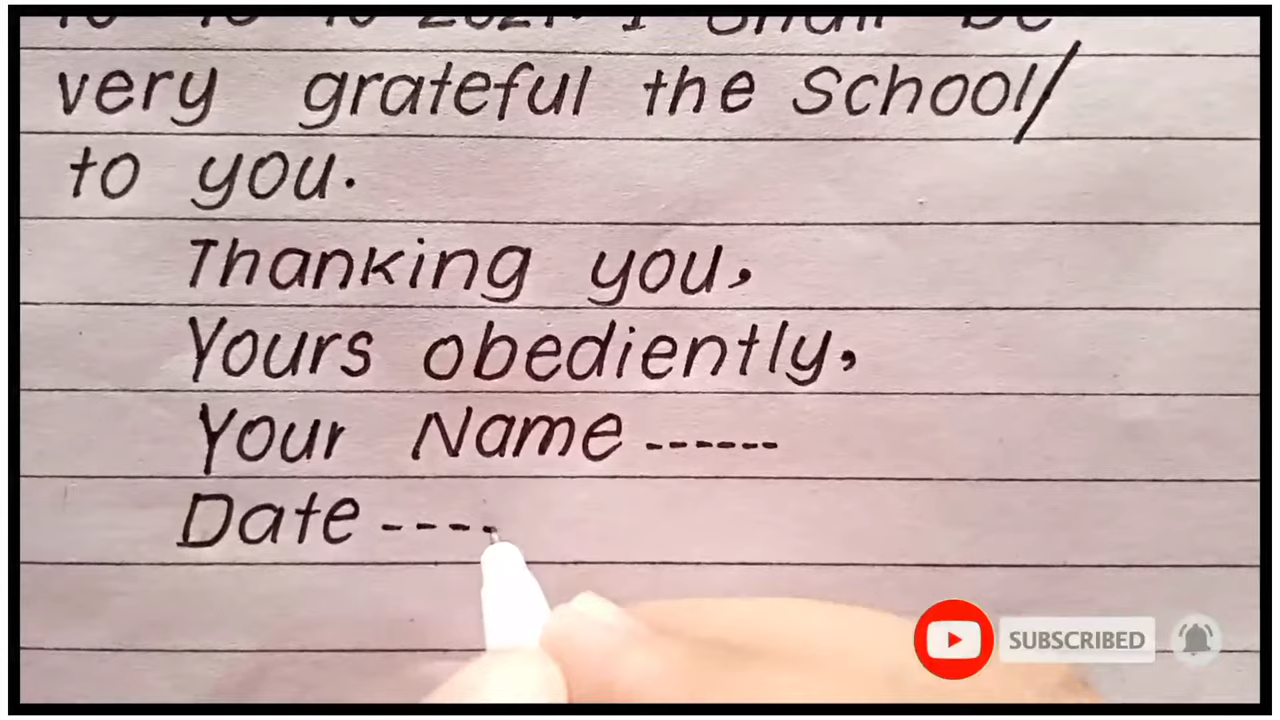 very grateful the School/
to you.
Thanking you,
Yours obediently,
Your Name ------
Date ----
SUBSCRIBED